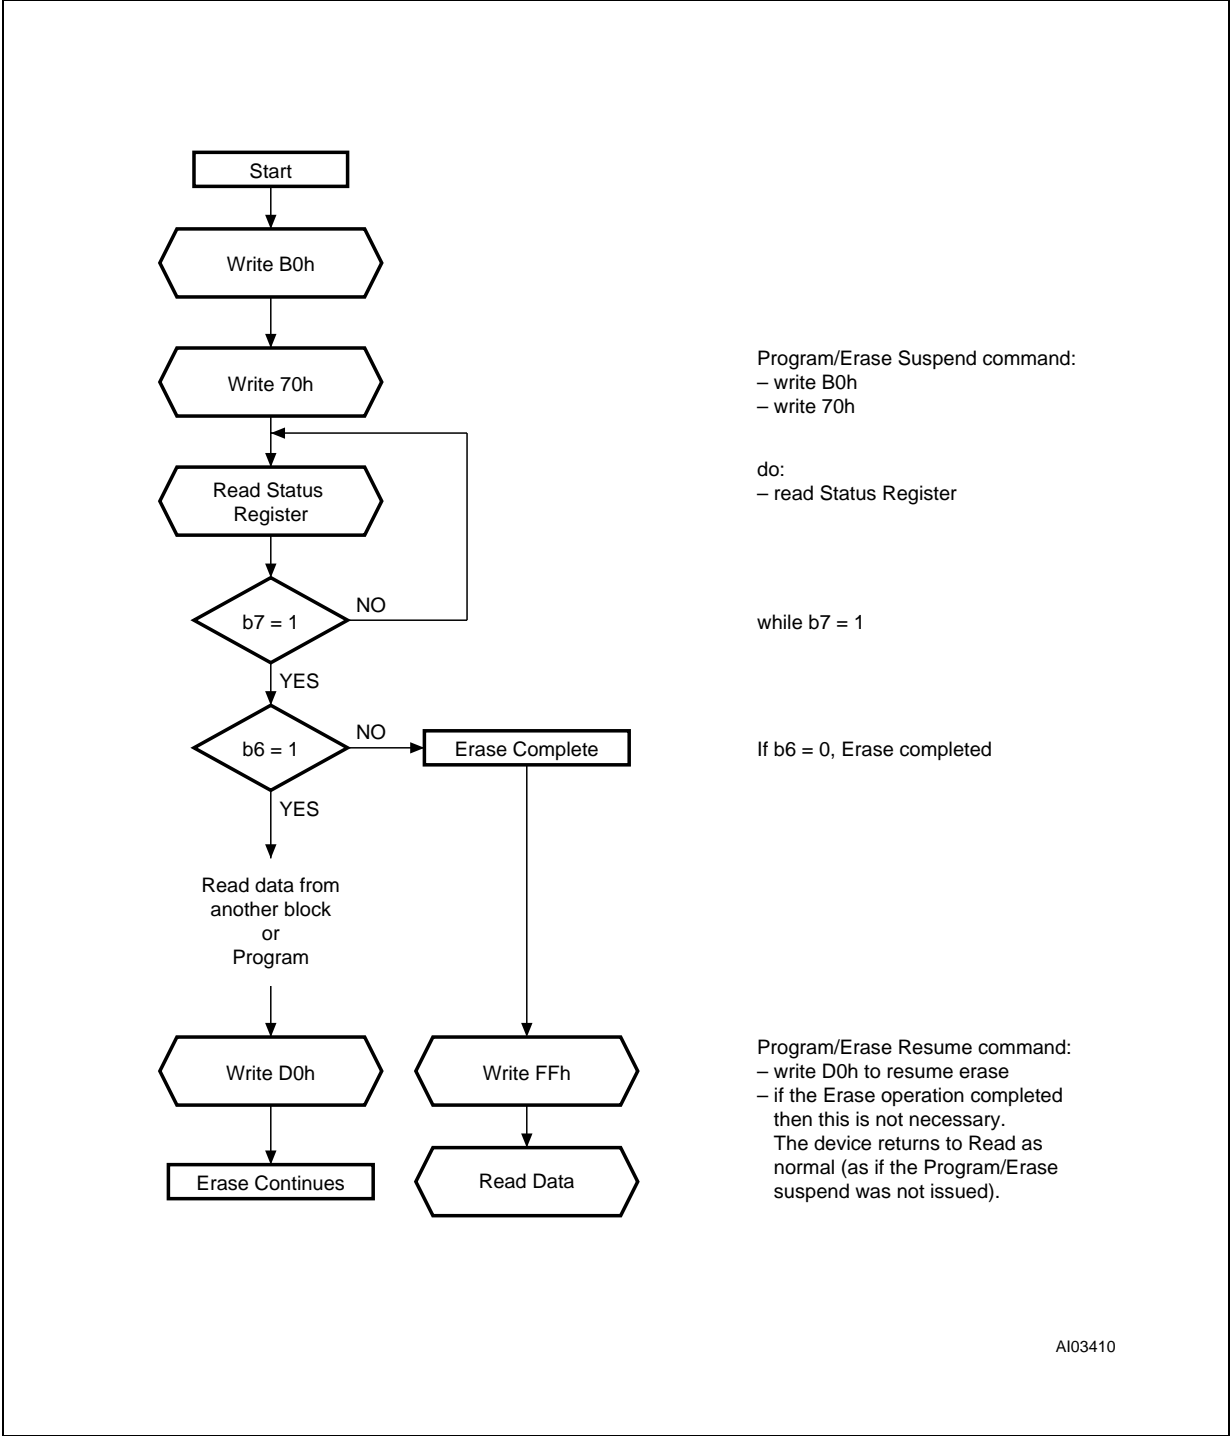 Start
Write B0h
Write 70h
Program/Erase Suspend command:
– write B0h
– write 70h
Read Status
Register
do:
– read Status Register
b7 = 1
NO
while b7 = 1
YES
b6 = 1
NO
Erase Complete
If b6 = 0, Erase completed
YES
Read data from
another block
or
Program
Write D0h
Write FFh
Program/Erase Resume command:
– write D0h to resume erase
– if the Erase operation completed
then this is not necessary.
The device returns to Read as
normal (as if the Program/Erase
suspend was not issued).
Erase Continues
Read Data
AI03410